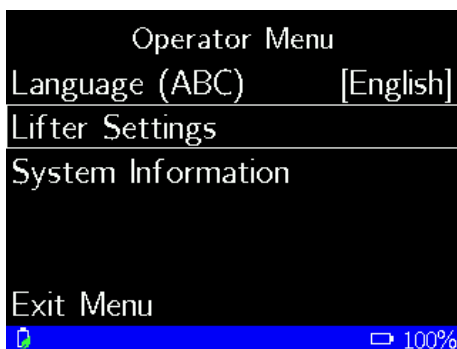 Operator Menu
Language (ABC) [English]
Lifter Settings
System Information
Exit Menu
100%